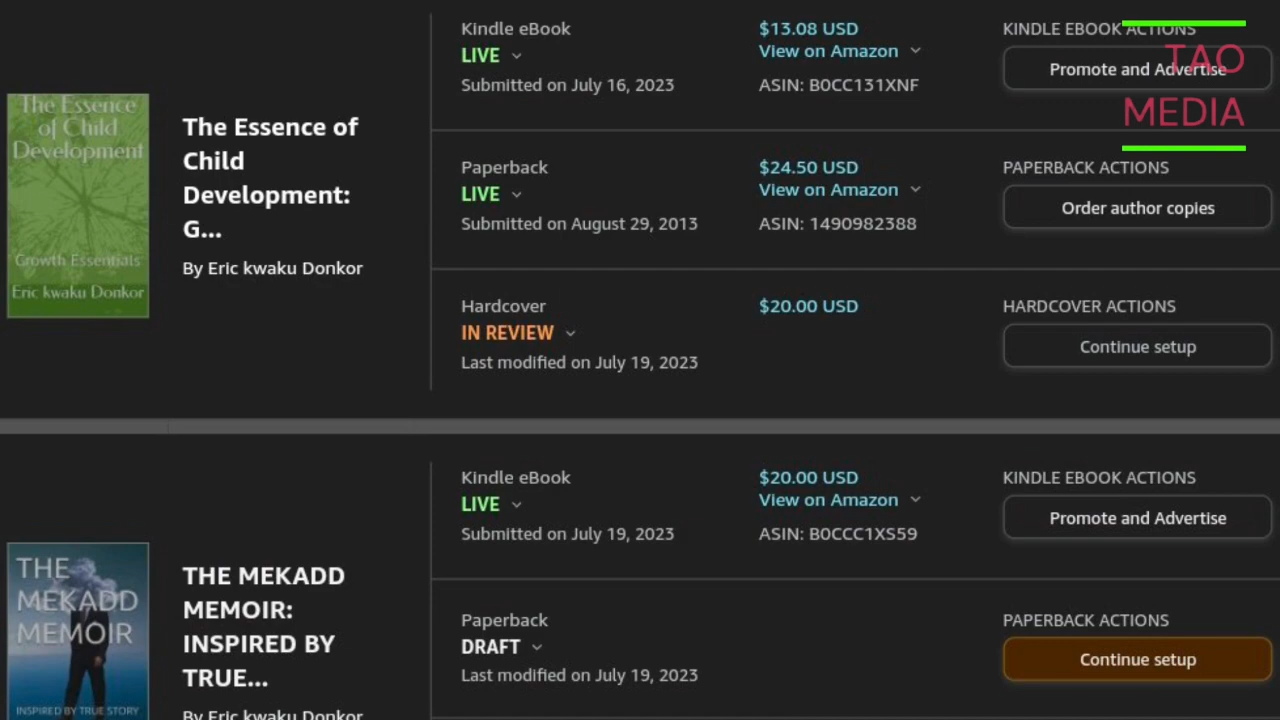 Kindle eBook
LIVE
Submitted on July 16, 2023
$13.08 USD
View on Amazon
ASIN: B0CC131XNF
KINDLE EBOOK ACTIONS
Promote and Advertise
TAO
MEDIA
The Essence
of Child
Development
Growth Essentials
Eric kwaku Donkor
The Essence of
Child
Development:
G...
By Eric kwaku Donkor
Paperback
LIVE
Submitted on August 29, 2013
$24.50 USD
View on Amazon
ASIN: 1490982388
PAPERBACK ACTIONS
Order author copies
Hardcover
IN REVIEW
Last modified on July 19, 2023
$20.00 USD
HARDCOVER ACTIONS
Continue setup
Kindle eBook
LIVE
Submitted on July 19, 2023
$20.00 USD
View on Amazon
ASIN: B0CCC1XS59
KINDLE EBOOK ACTIONS
Promote and Advertise
THE
MEKADD
MEMOIR
INSPIRED BY TRUE STORY
THE MEKADD
MEMOIR:
INSPIRED BY
TRUE...
By Eric kwaku Donkor
Paperback
DRAFT
Last modified on July 19, 2023
PAPERBACK ACTIONS
Continue setup